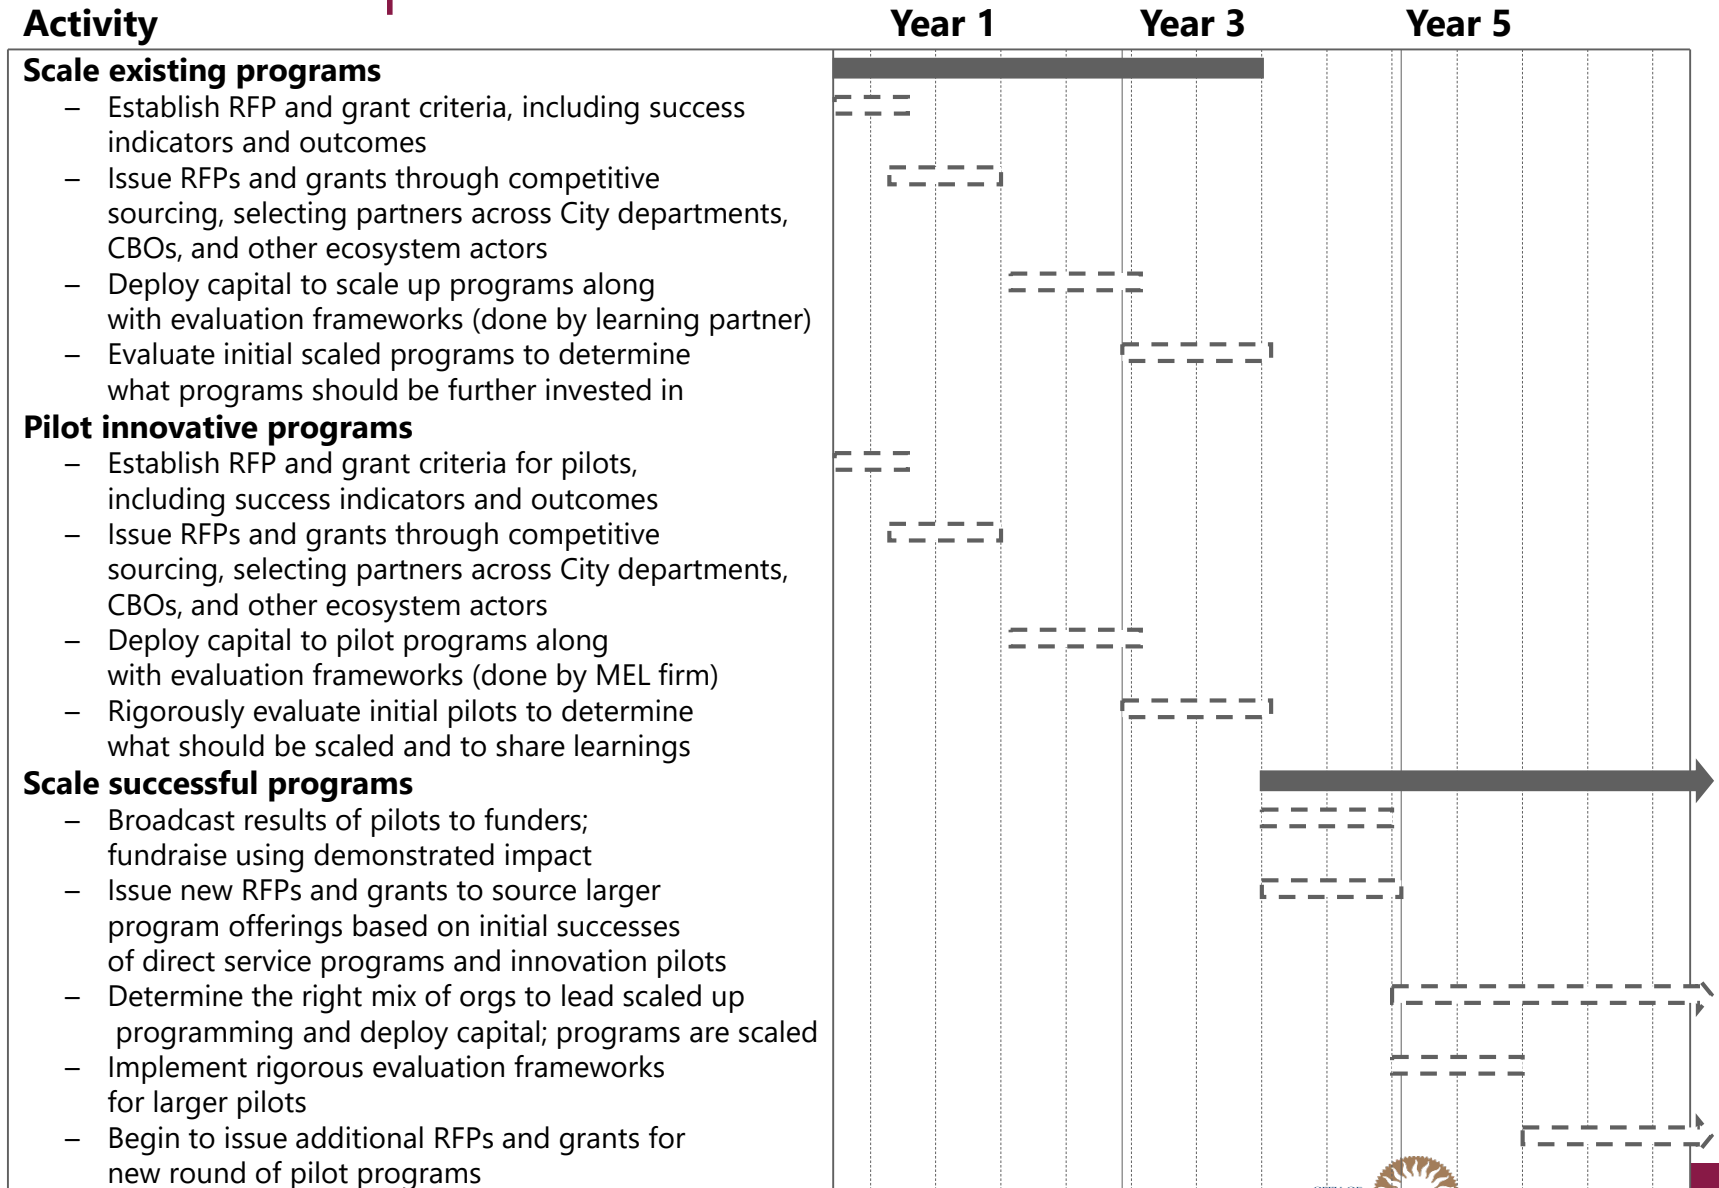 Activity Year 1 Year 3 Year 5
Scale existing programs
– Establish RFP and grant criteria, including success
indicators and outcomes
– Issue RFPs and grants through competitive
sourcing, selecting partners across City departments,
CBOs, and other ecosystem actors
– Deploy capital to scale up programs along
with evaluation frameworks (done by learning partner)
– Evaluate initial scaled programs to determine
what programs should be further invested in
Pilot innovative programs
– Establish RFP and grant criteria for pilots,
including success indicators and outcomes
– Issue RFPs and grants through competitive
sourcing, selecting partners across City departments,
CBOs, and other ecosystem actors
– Deploy capital to pilot programs along
with evaluation frameworks (done by MEL firm)
– Rigorously evaluate initial pilots to determine
what should be scaled and to share learnings
Scale successful programs
– Broadcast results of pilots to funders;
fundraise using demonstrated impact
– Issue new RFPs and grants to source larger
program offerings based on initial successes
of direct service programs and innovation pilots
– Determine the right mix of orgs to lead scaled up
programming and deploy capital; programs are scaled
– Implement rigorous evaluation frameworks
for larger pilots
– Begin to issue additional RFPs and grants for
new round of pilot programs